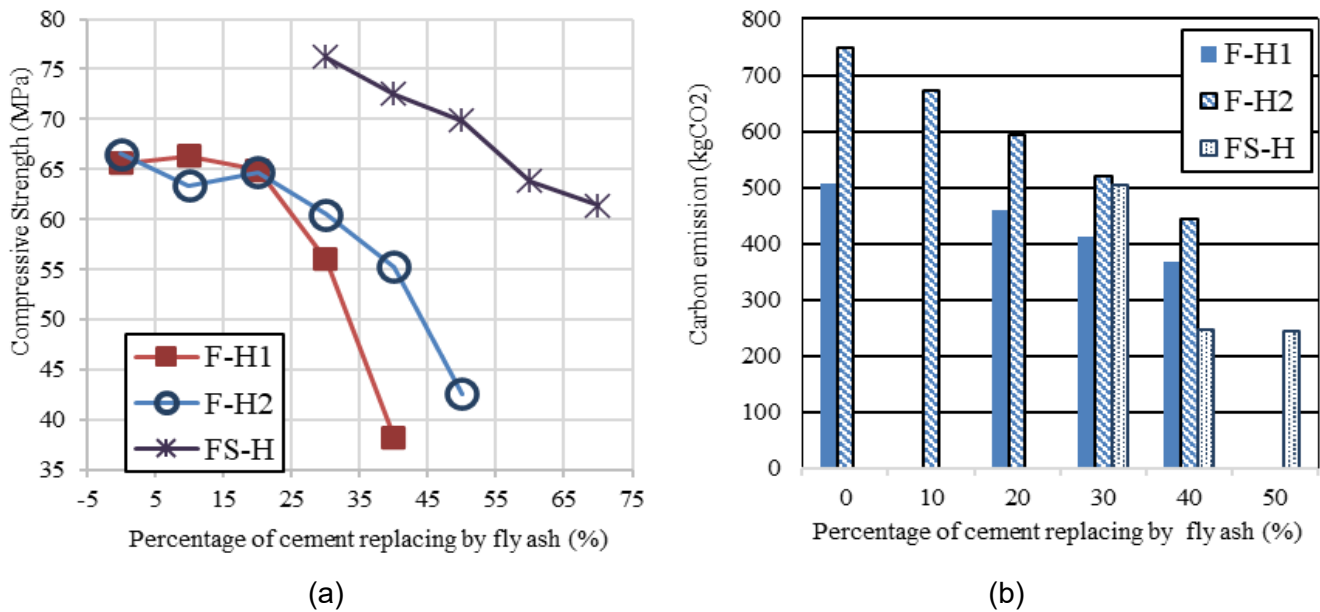 80
75
70
65
60
55
50
45
40
35
Compressive Strength (MPa)
F-H1
F-H2
FS-H
-5 5 15 25 35 45 55 65 75
Percentage of cement replacing by fly ash (%)
(a)
800
700
600
500
400
300
200
100
0
Carbon emission (kgCO2)
F-H1
F-H2
FS-H
0 10 20 30 40 50
Percentage of cement replacing by fly ash (%)
(b)